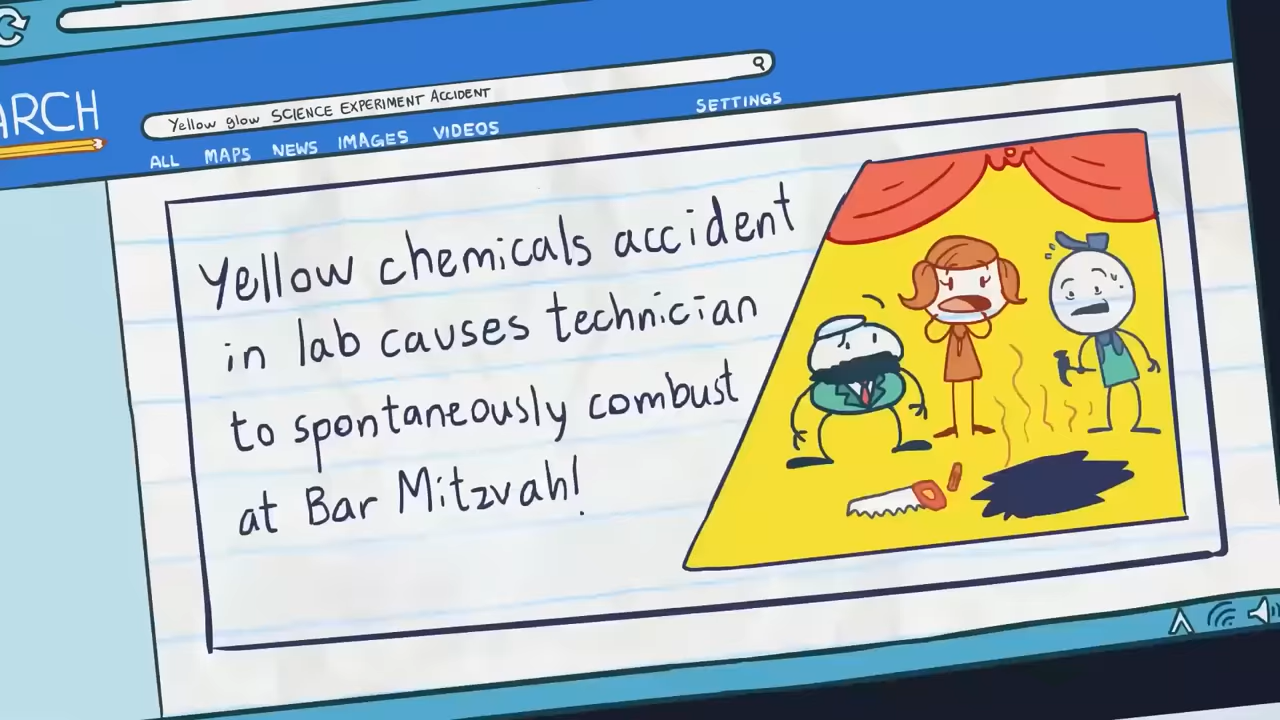 ARCH
Yellow glow SCIENCE EXPERIMENT ACCIDENT
SETTINGS
ALL MAPS NEWS IMAGES VIDEOS
Yellow chemicals accident
in lab causes technician
to spontaneously combust
at Bar Mitzvah!